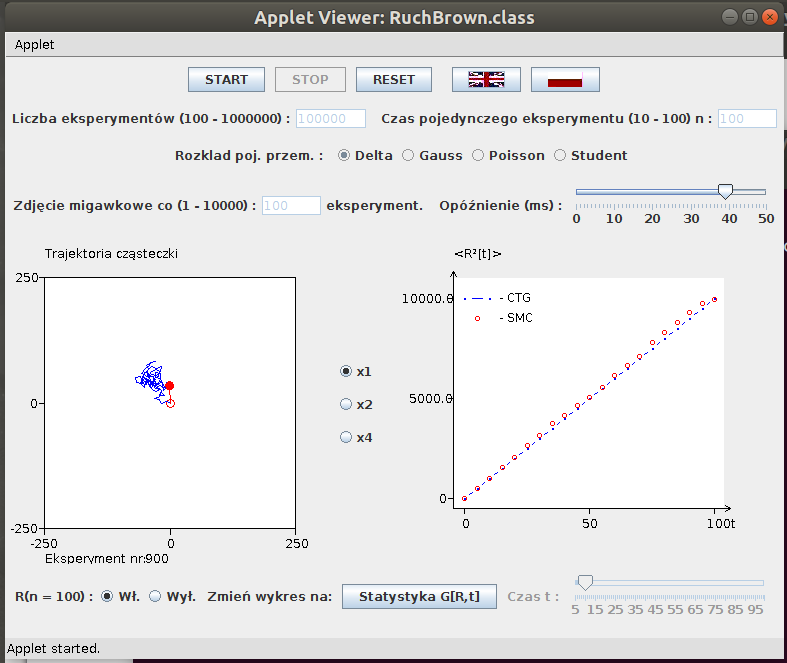 Applet Viewer: RuchBrown.class
Applet
START STOP RESET
Liczba eksperymentów (100 - 1000000) : 100000 Czas pojedynczego eksperymentu (10 - 100) n : 100
Rozklad poj. przem. : Delta Gauss Poisson Student
Zdjęcie migawkowe co (1 - 10000) : 100 eksperyment. Opóźnienie (ms) :
0 10 20 30 40 50
Trajektoria cząsteczki
250
0
-250
-250 0 250
Eksperyment nr:900
x1
x2
x4
<R²[t]>
10000.0
5000.0
0
- CTG
- SMC
0 50 100t
R(n = 100) : Wł. Wył. Zmień wykres na: Statystyka G[R,t] Czas t :
5 15 25 35 45 55 65 75 85 95
Applet started.